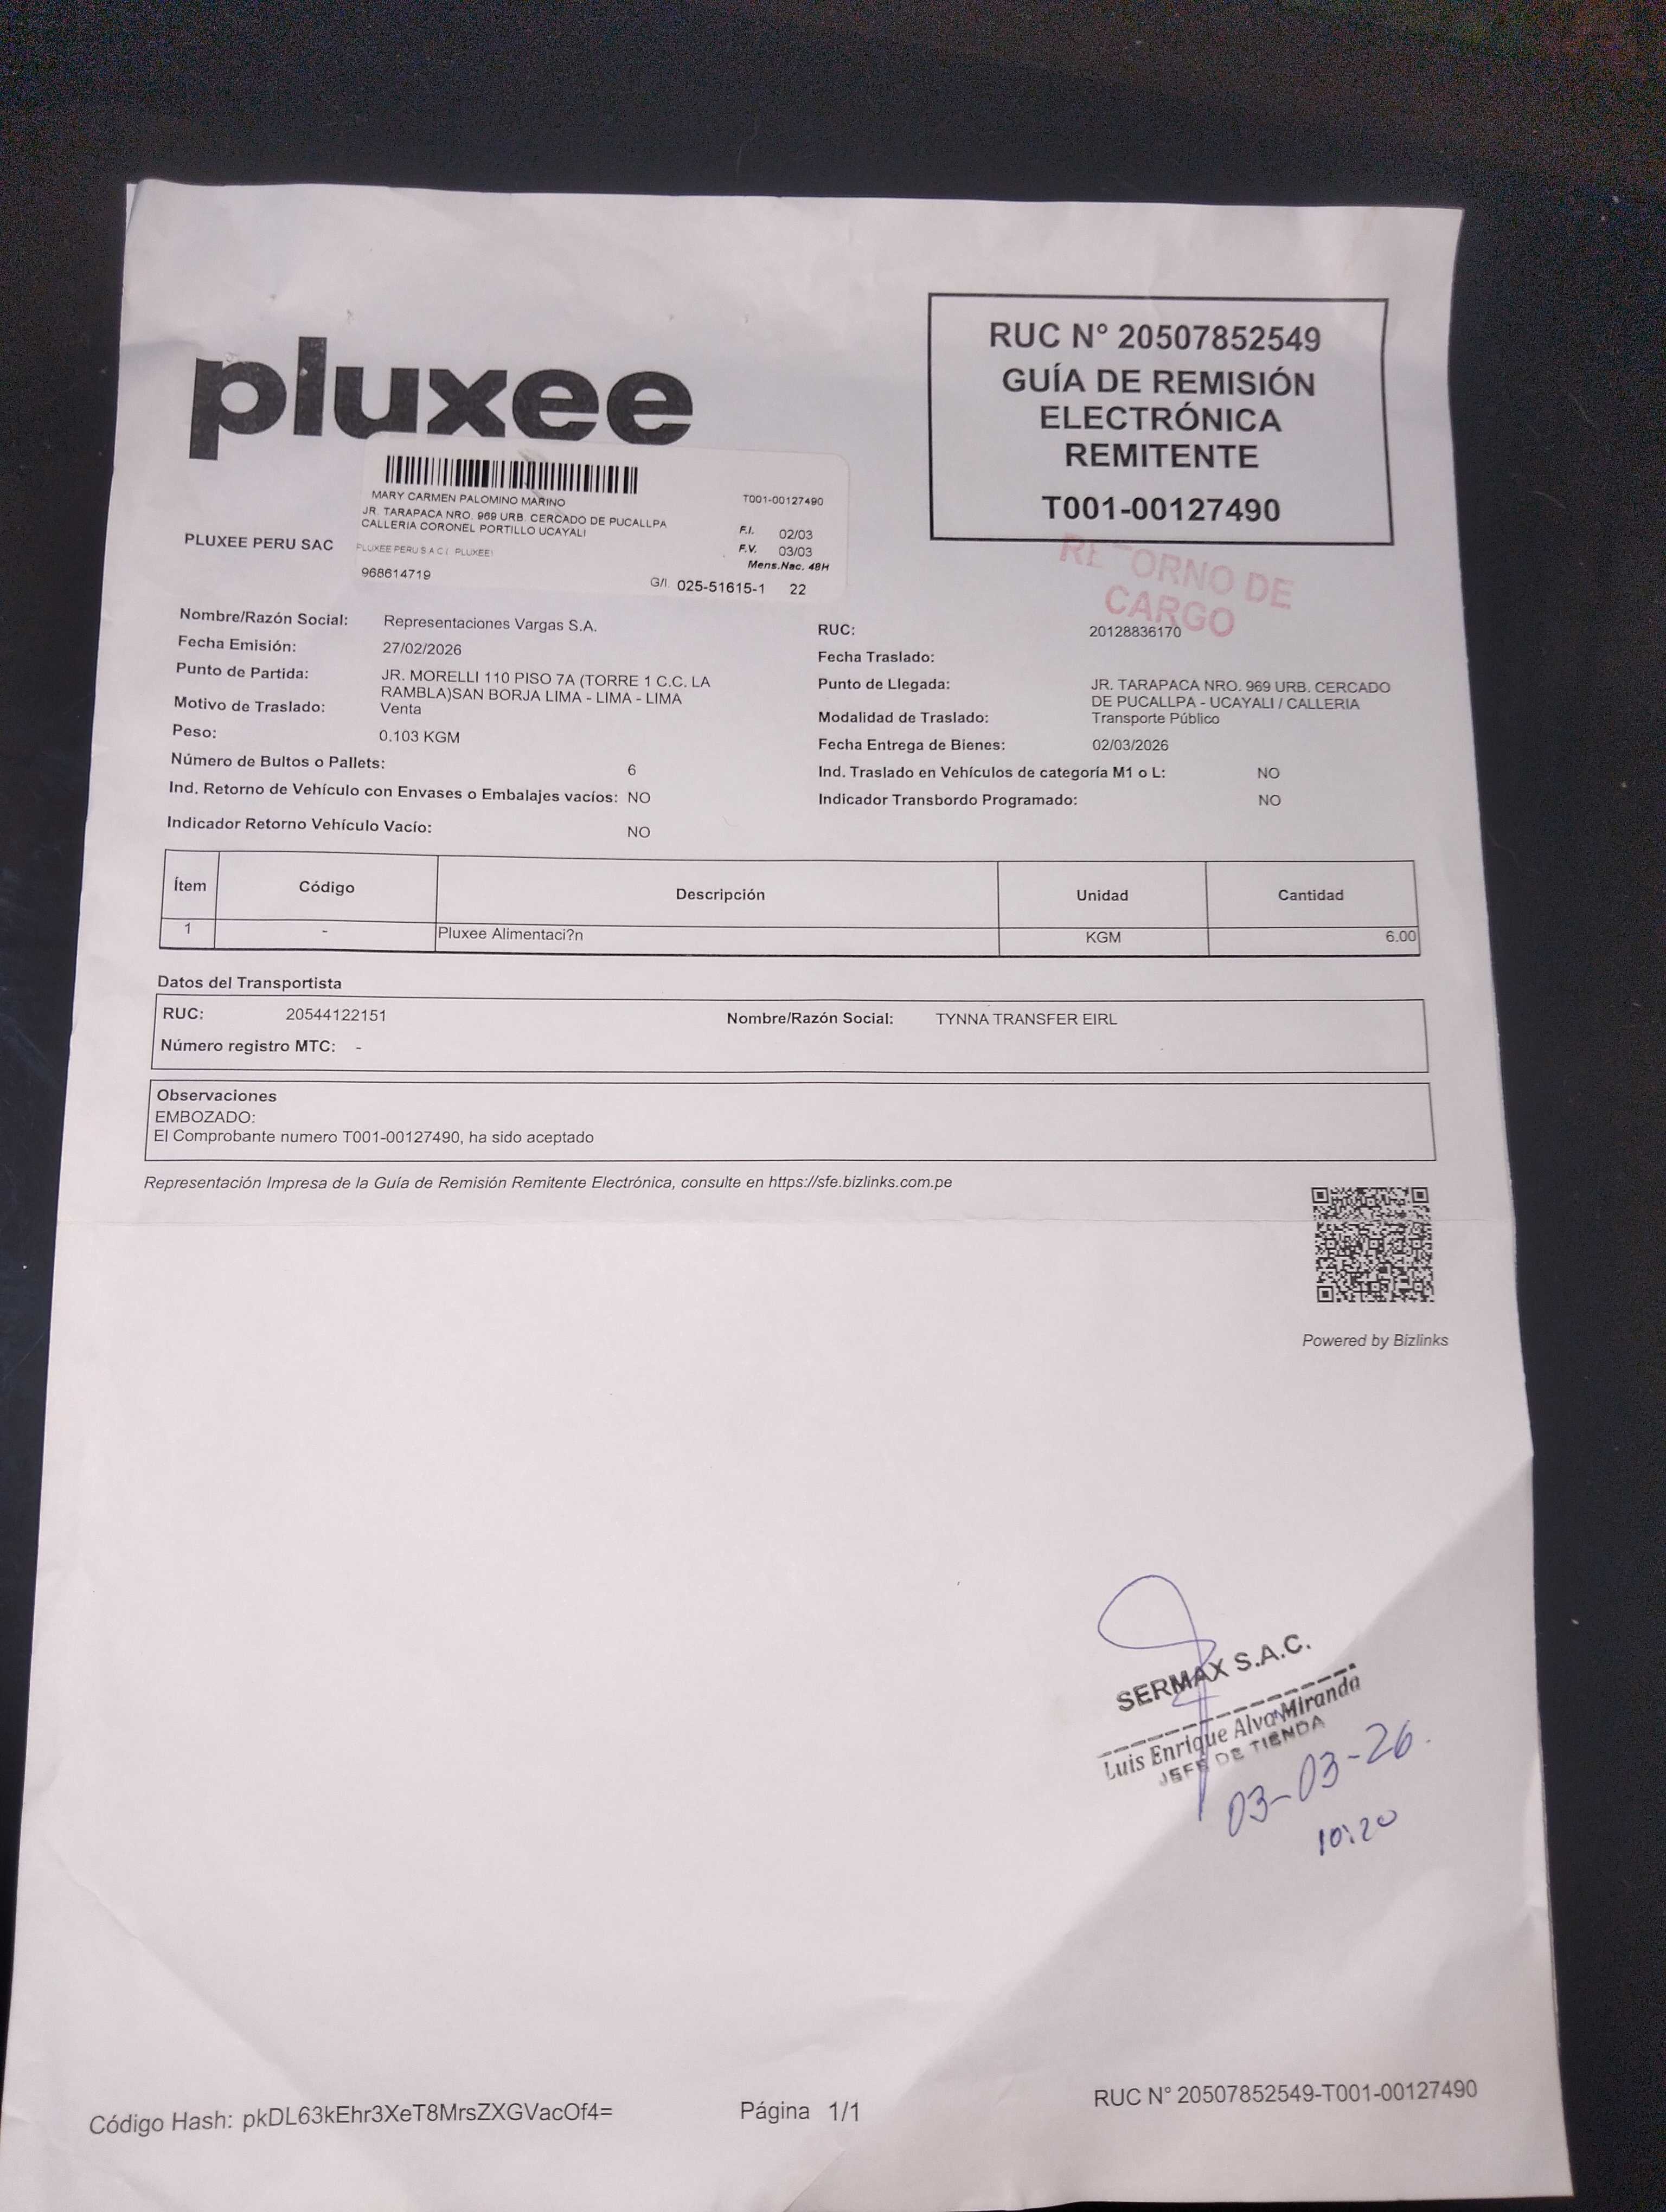 pluxee
RUC N° 20507852549
GUÍA DE REMISIÓN
ELECTRÓNICA
REMITENTE
T001-00127490
MARY CARMEN PALOMINO MARINO
T001-00127490
JR. TARAPACA NRO. 969 URB. CERCADO DE PUCALLPA
CALLERIA CORONEL PORTILLO UCAYALI
F.I. 02/03
F.V. 03/03
Mens.Nac. 48H
PLUXEE PERU S A C ( PLUXEE)
968614719
G/I. 025-51615-1 22
PLUXEE PERU SAC
RETORNO DE
CARGO
Nombre/Razón Social: Representaciones Vargas S.A.
RUC: 20128836170
Fecha Emisión: 27/02/2026
Fecha Traslado:
Punto de Partida: JR. MORELLI 110 PISO 7A (TORRE 1 C.C. LA
RAMBLA)SAN BORJA LIMA - LIMA - LIMA
Punto de Llegada: JR. TARAPACA NRO. 969 URB. CERCADO
DE PUCALLPA - UCAYALI / CALLERIA
Motivo de Traslado: Venta
Modalidad de Traslado: Transporte Público
Peso: 0.103 KGM
Fecha Entrega de Bienes: 02/03/2026
Número de Bultos o Pallets: 6
Ind. Traslado en Vehículos de categoría M1 o L: NO
Ind. Retorno de Vehículo con Envases o Embalajes vacíos: NO
Indicador Transbordo Programado: NO
Indicador Retorno Vehículo Vacío: NO
Ítem Código Descripción Unidad Cantidad
1 - Pluxee Alimentaci?n KGM 6.00
Datos del Transportista
RUC: 20544122151 Nombre/Razón Social: TYNNA TRANSFER EIRL
Número registro MTC: -
Observaciones
EMBOZADO:
El Comprobante numero T001-00127490, ha sido aceptado
Representación Impresa de la Guía de Remisión Remitente Electrónica, consulte en https://sfe.bizlinks.com.pe
Powered by Bizlinks
SERMAX S.A.C.
Luis Enrique Alva Miranda
JEFE DE TIENDA
03-03-26.
10:20
Código Hash: pkDL63kEhr3XeT8MrsZXGVacOf4=
Página 1/1
RUC N° 20507852549-T001-00127490